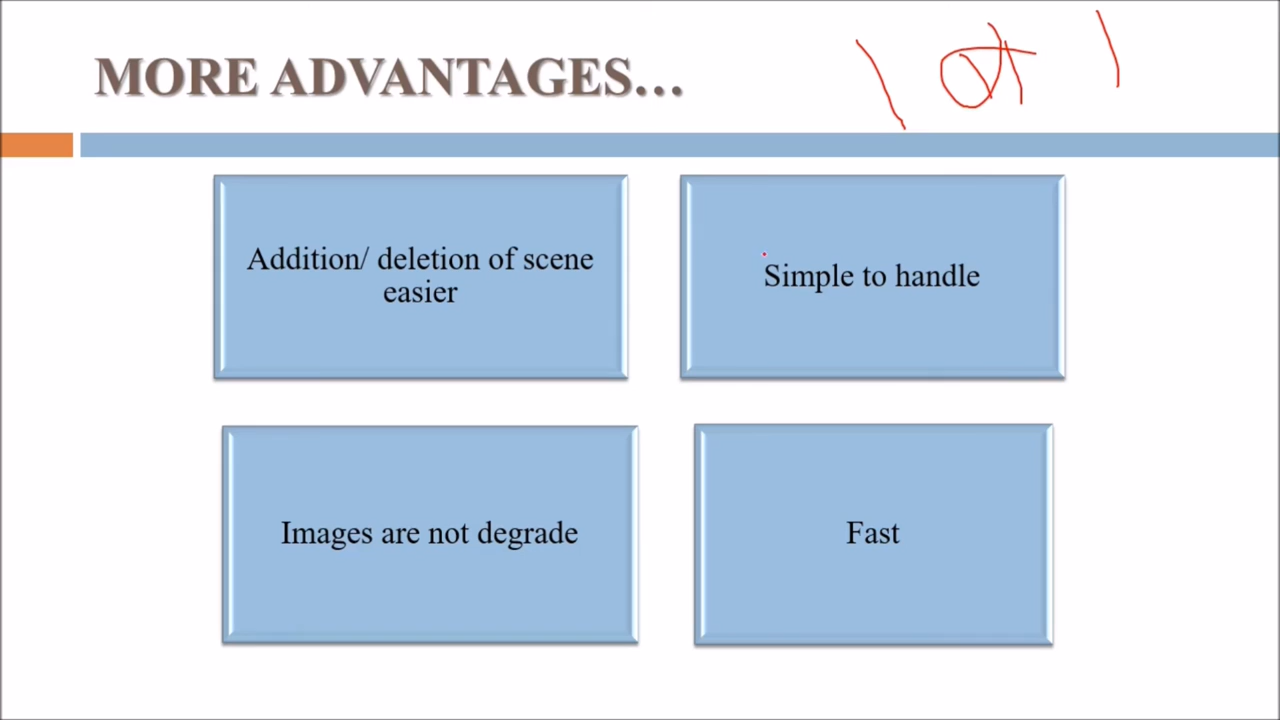 MORE ADVANTAGES...
Addition/ deletion of scene
easier
Simple to handle
Images are not degrade
Fast